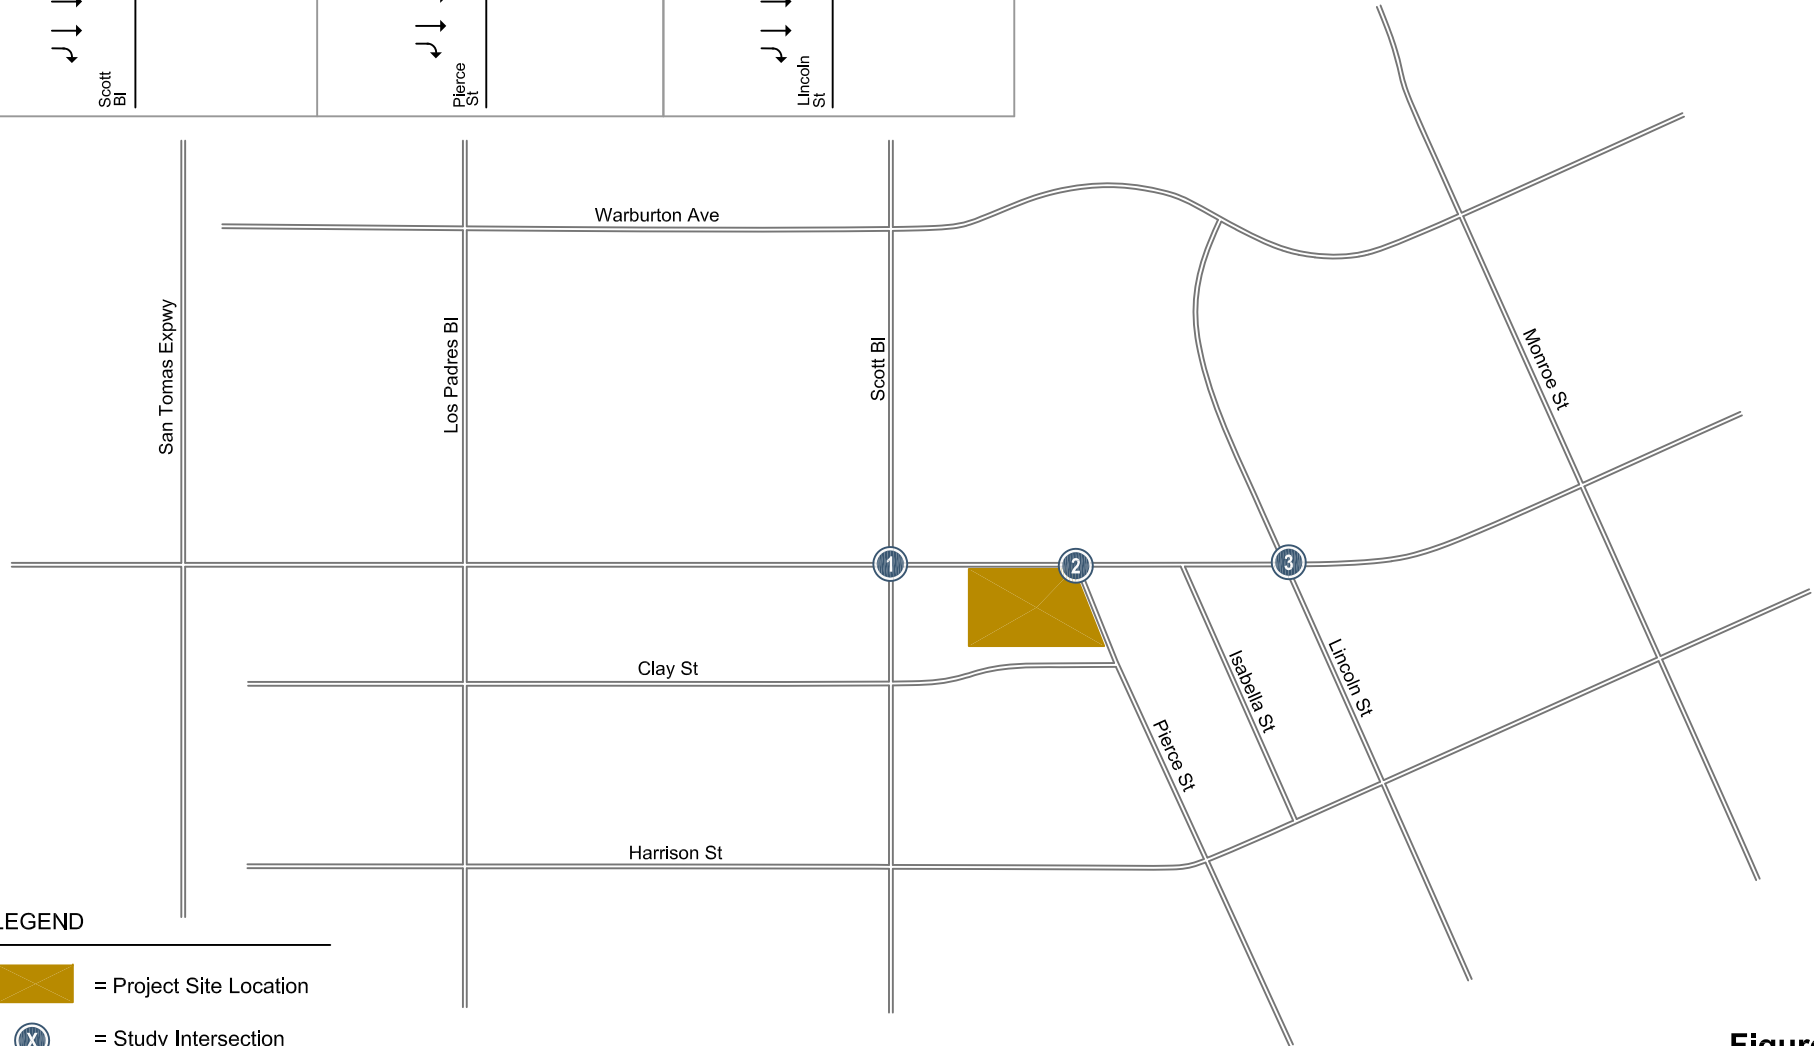 Scott
Bl
Pierce
St
LIncoln
St
Warburton Ave
San Tomas Expwy
Los Padres Bl
Scott Bl
Monroe St
1
2
3
Clay St
Isabella St
Lincoln St
Pierce St
Harrison St
LEGEND
= Project Site Location
X
= Study Intersection
Figure